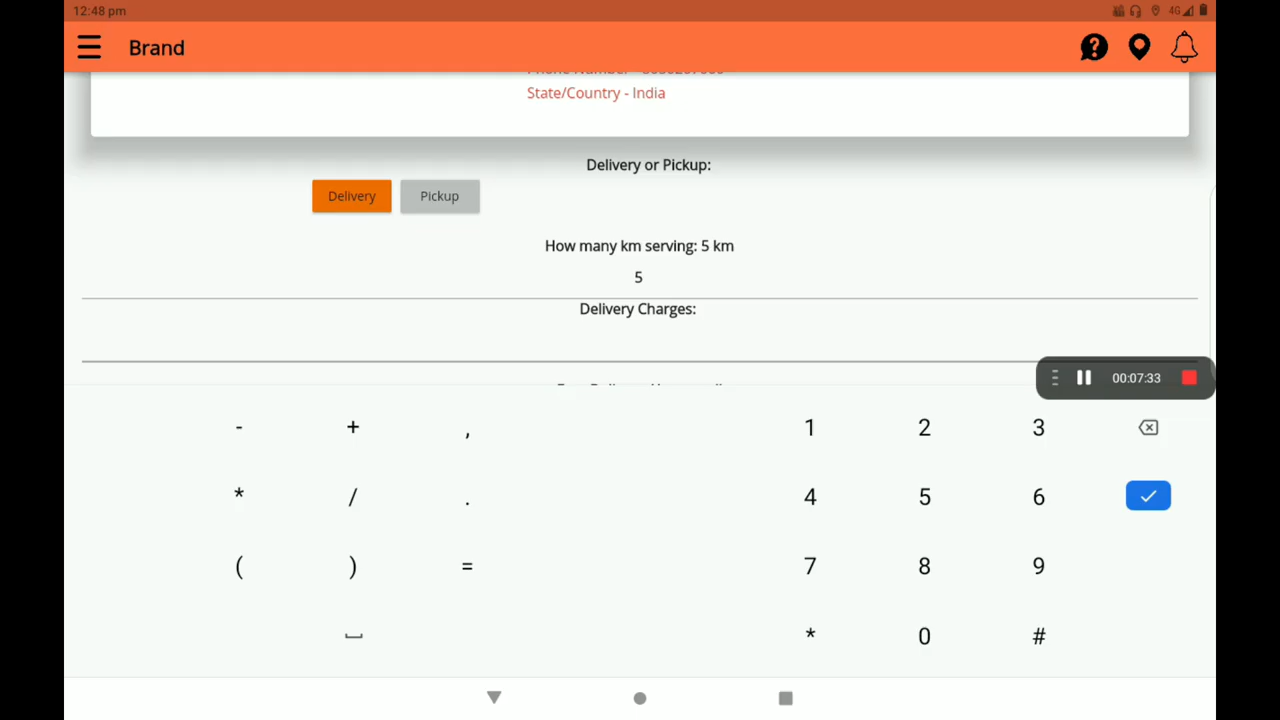 12:48 pm
4G
Brand
State/Country - India
Delivery or Pickup:
Delivery Pickup
How many km serving: 5 km
5
Delivery Charges:
00:07:33
- + , 1 2 3
* / . 4 5 6
( ) = 7 8 9
* 0 #